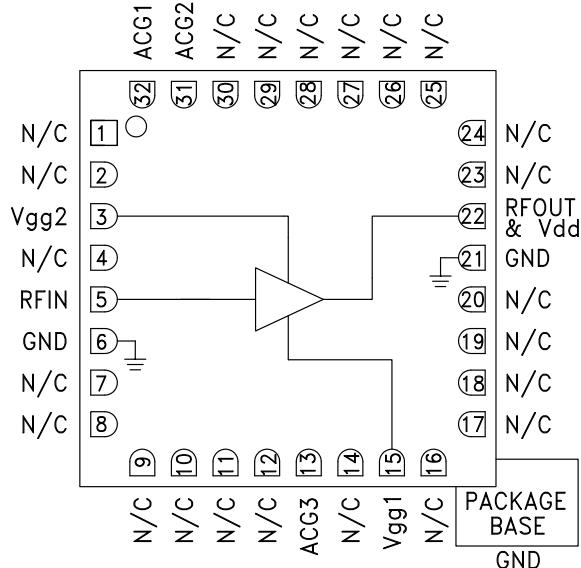 ACG1
ACG2
N/C
N/C
N/C
N/C
N/C
N/C
32
31
30
29
28
27
26
25
N/C 1
N/C 2
Vgg2 3
N/C 4
RFIN 5
GND 6
N/C 7
N/C 8
24 N/C
23 N/C
22 RFOUT
& Vdd
21 GND
20 N/C
19 N/C
18 N/C
17 N/C
9
10
11
12
13
14
15
16
N/C
N/C
N/C
N/C
ACG3
N/C
Vgg1
N/C
PACKAGE
BASE
GND